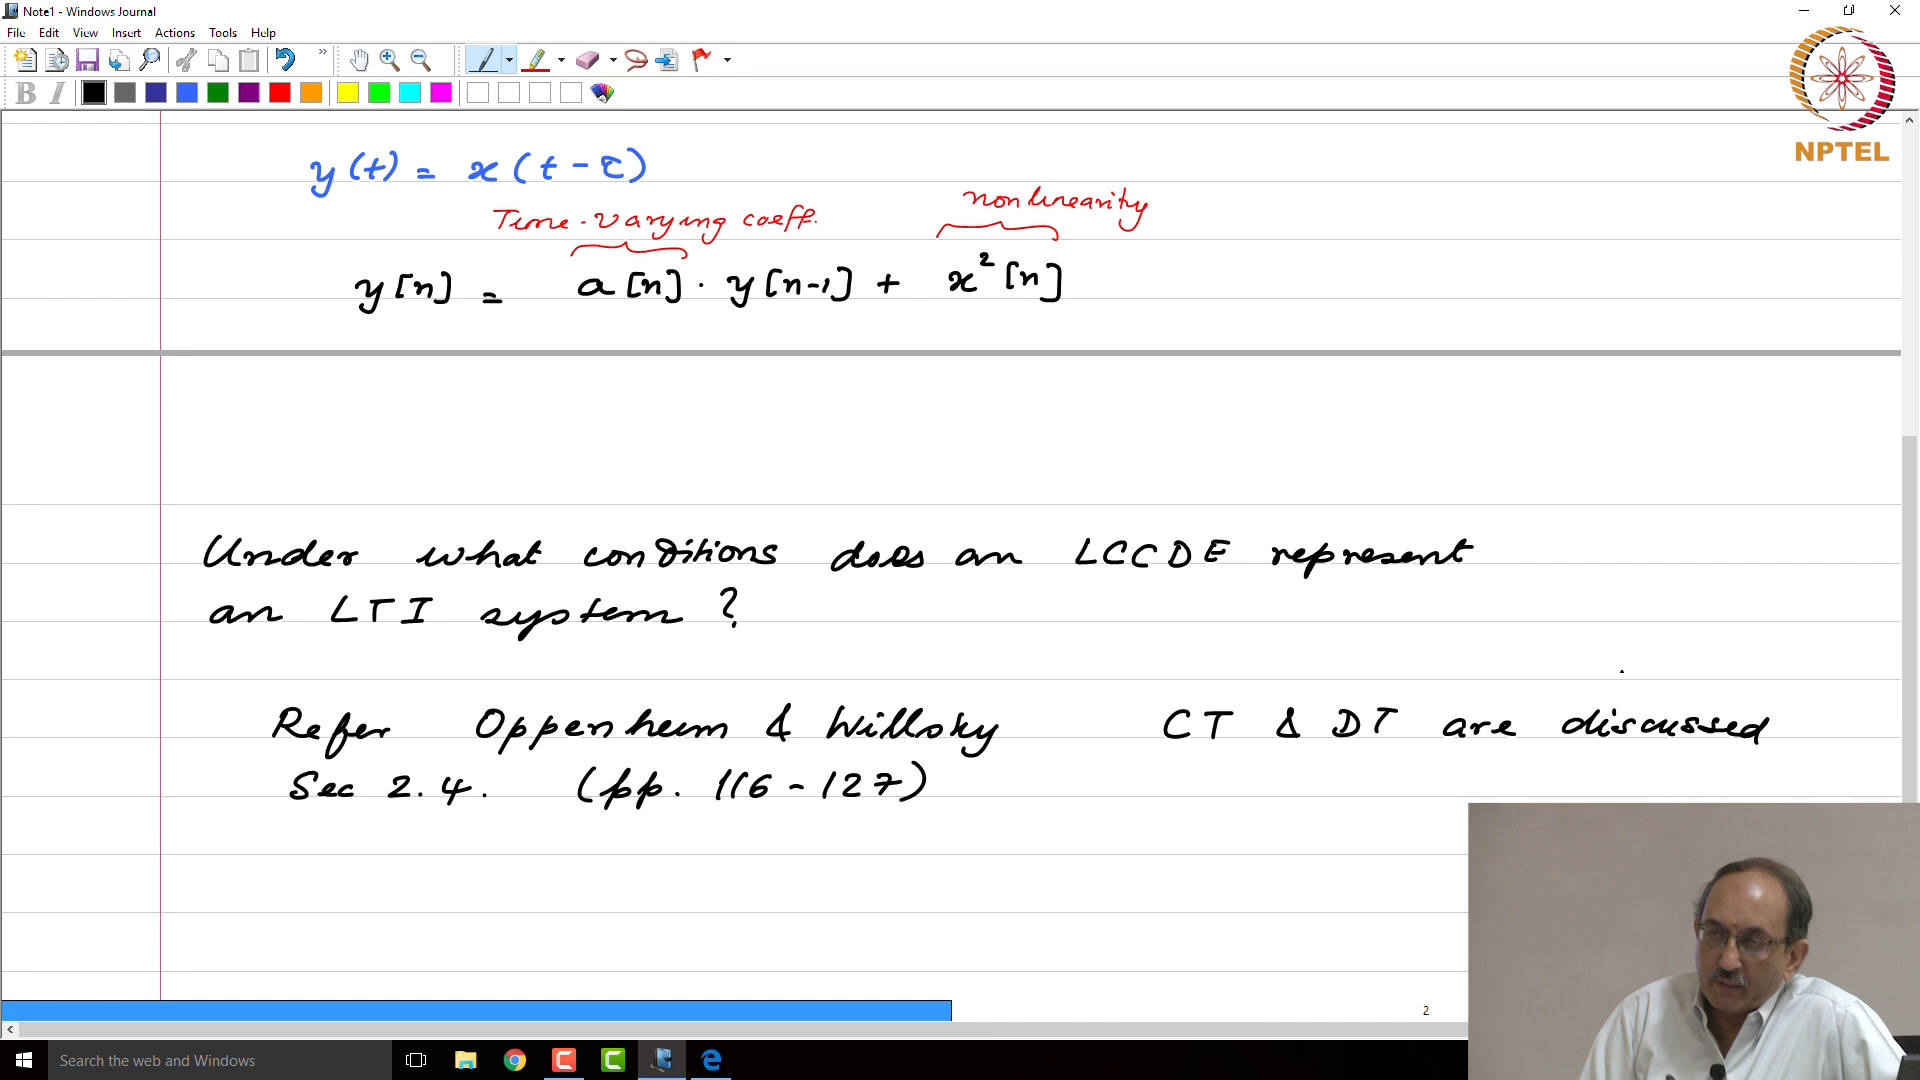 Note1 - Windows Journal
File Edit View Insert Actions Tools Help
NPTEL
y(t) = x(t-τ)
Time-varying coeff.
nonlinearity
y[n] = a[n] · y[n-1] + x²[n]
Under what conditions does an LCCDE represent
an LTI system ?
Refer Oppenheim & Willsky CT & DT are discussed
Sec 2.4. (pp. 116-127)
2
Search the web and Windows